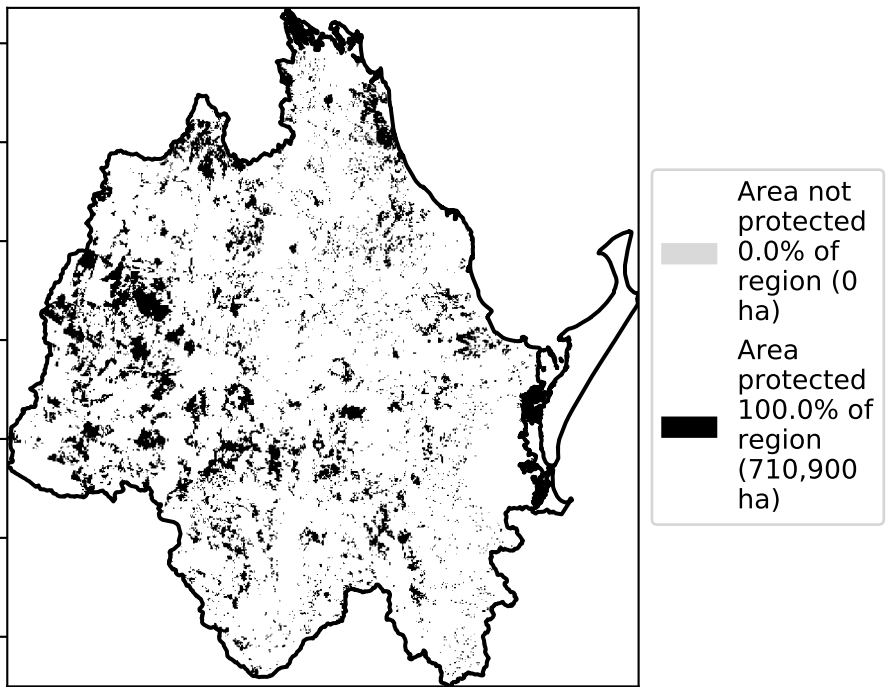 Area not
protected
0.0% of
region (0
ha)
Area
protected
100.0% of
region
(710,900
ha)